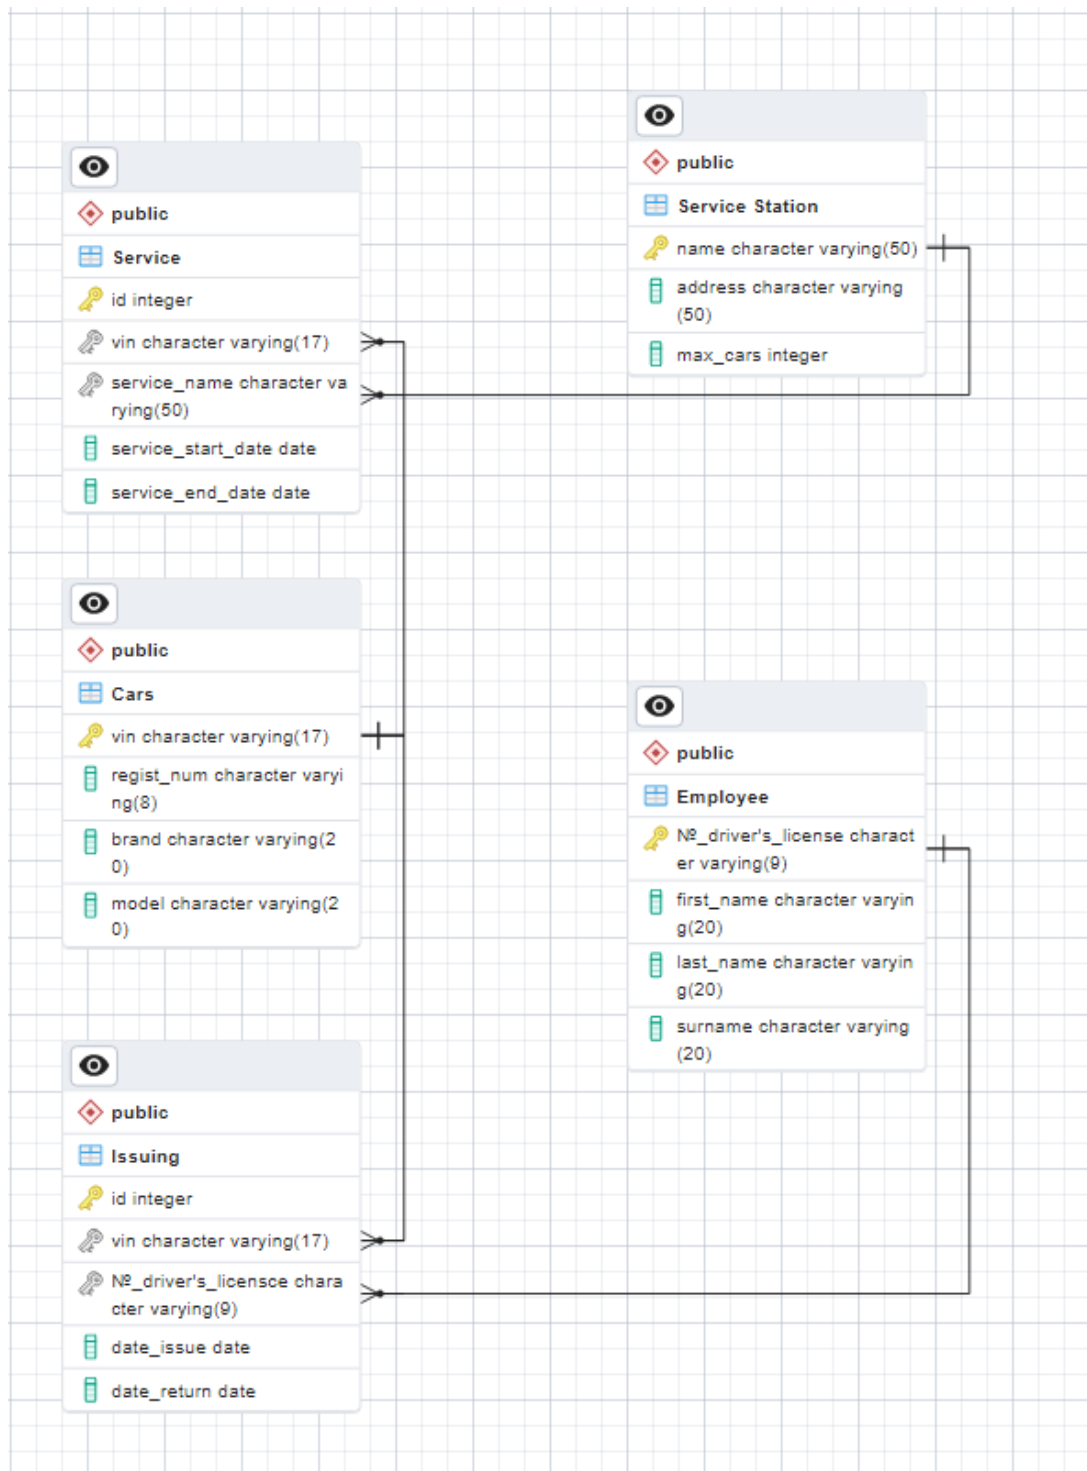 public
Service
id integer
vin character varying(17)
service_name character va
rying(50)
service_start_date date
service_end_date date
public
Service Station
name character varying(50)
address character varying
(50)
max_cars integer
public
Cars
vin character varying(17)
regist_num character varyi
ng(8)
brand character varying(2
0)
model character varying(2
0)
public
Employee
№_driver's_license charact
er varying(9)
first_name character varyin
g(20)
last_name character varyin
g(20)
surname character varying
(20)
public
Issuing
id integer
vin character varying(17)
№_driver's_licensce chara
cter varying(9)
date_issue date
date_return date